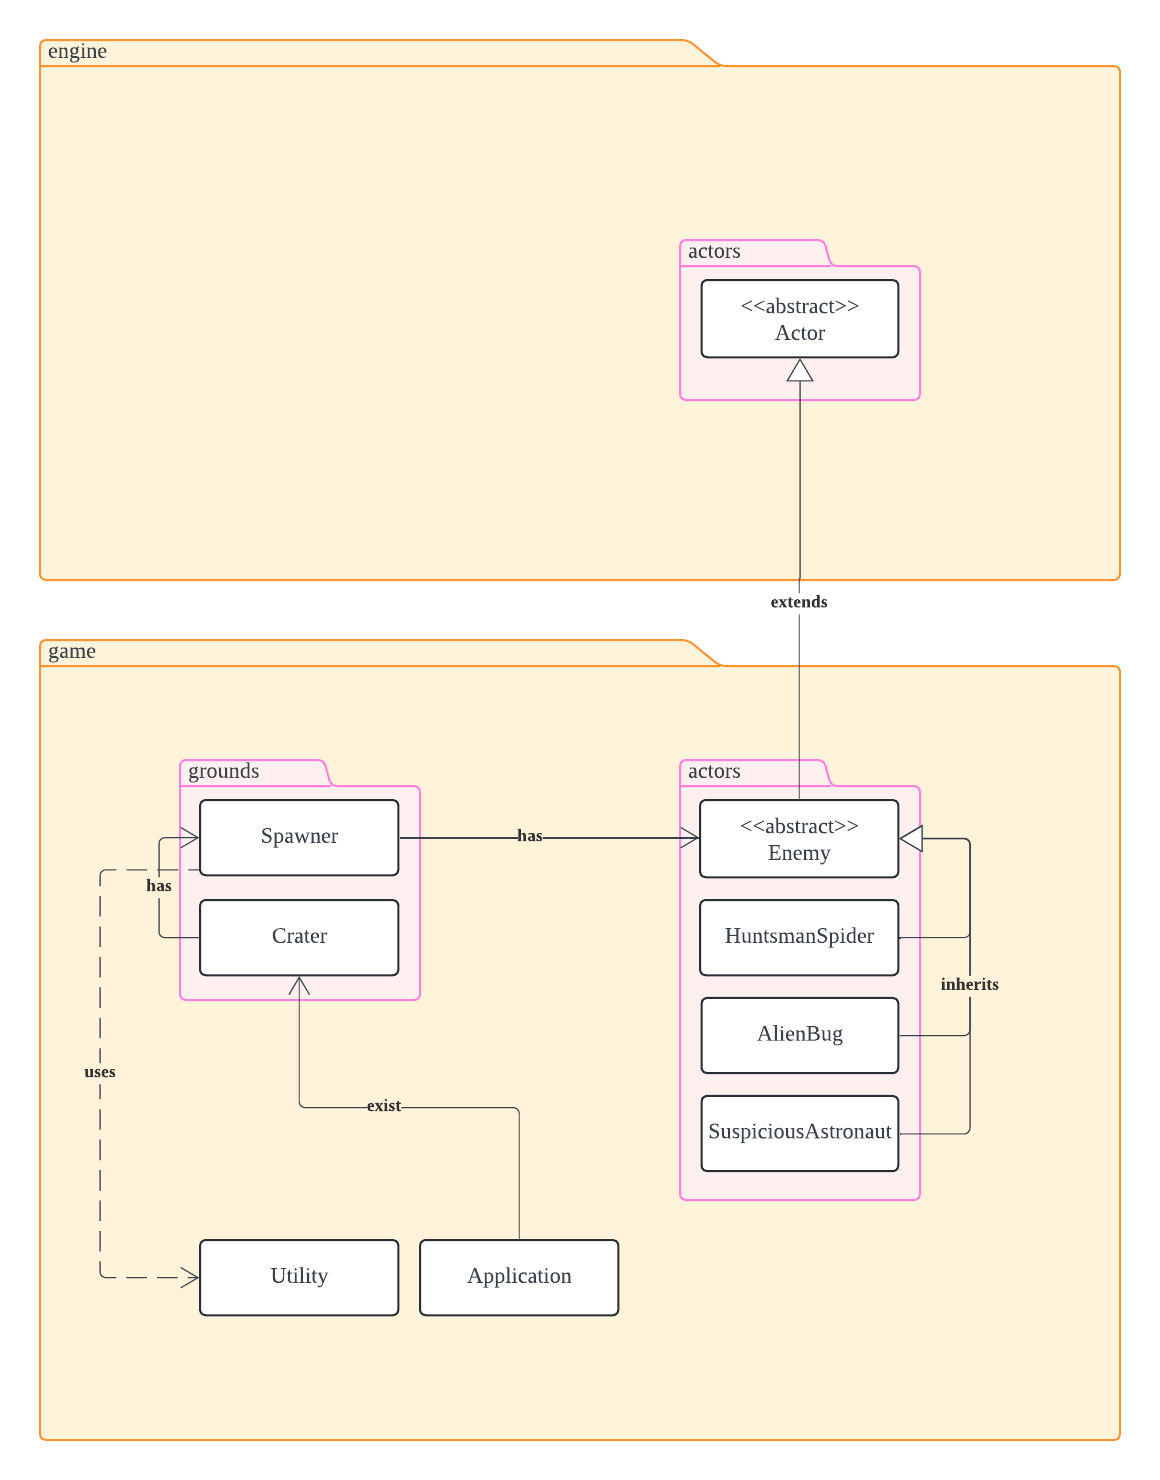 engine
actors
<<abstract>>
Actor
extends
game
grounds
actors
Spawner
has
<<abstract>>
Enemy
has
Crater
HuntsmanSpider
inherits
AlienBug
uses
exist
SuspiciousAstronaut
Utility
Application